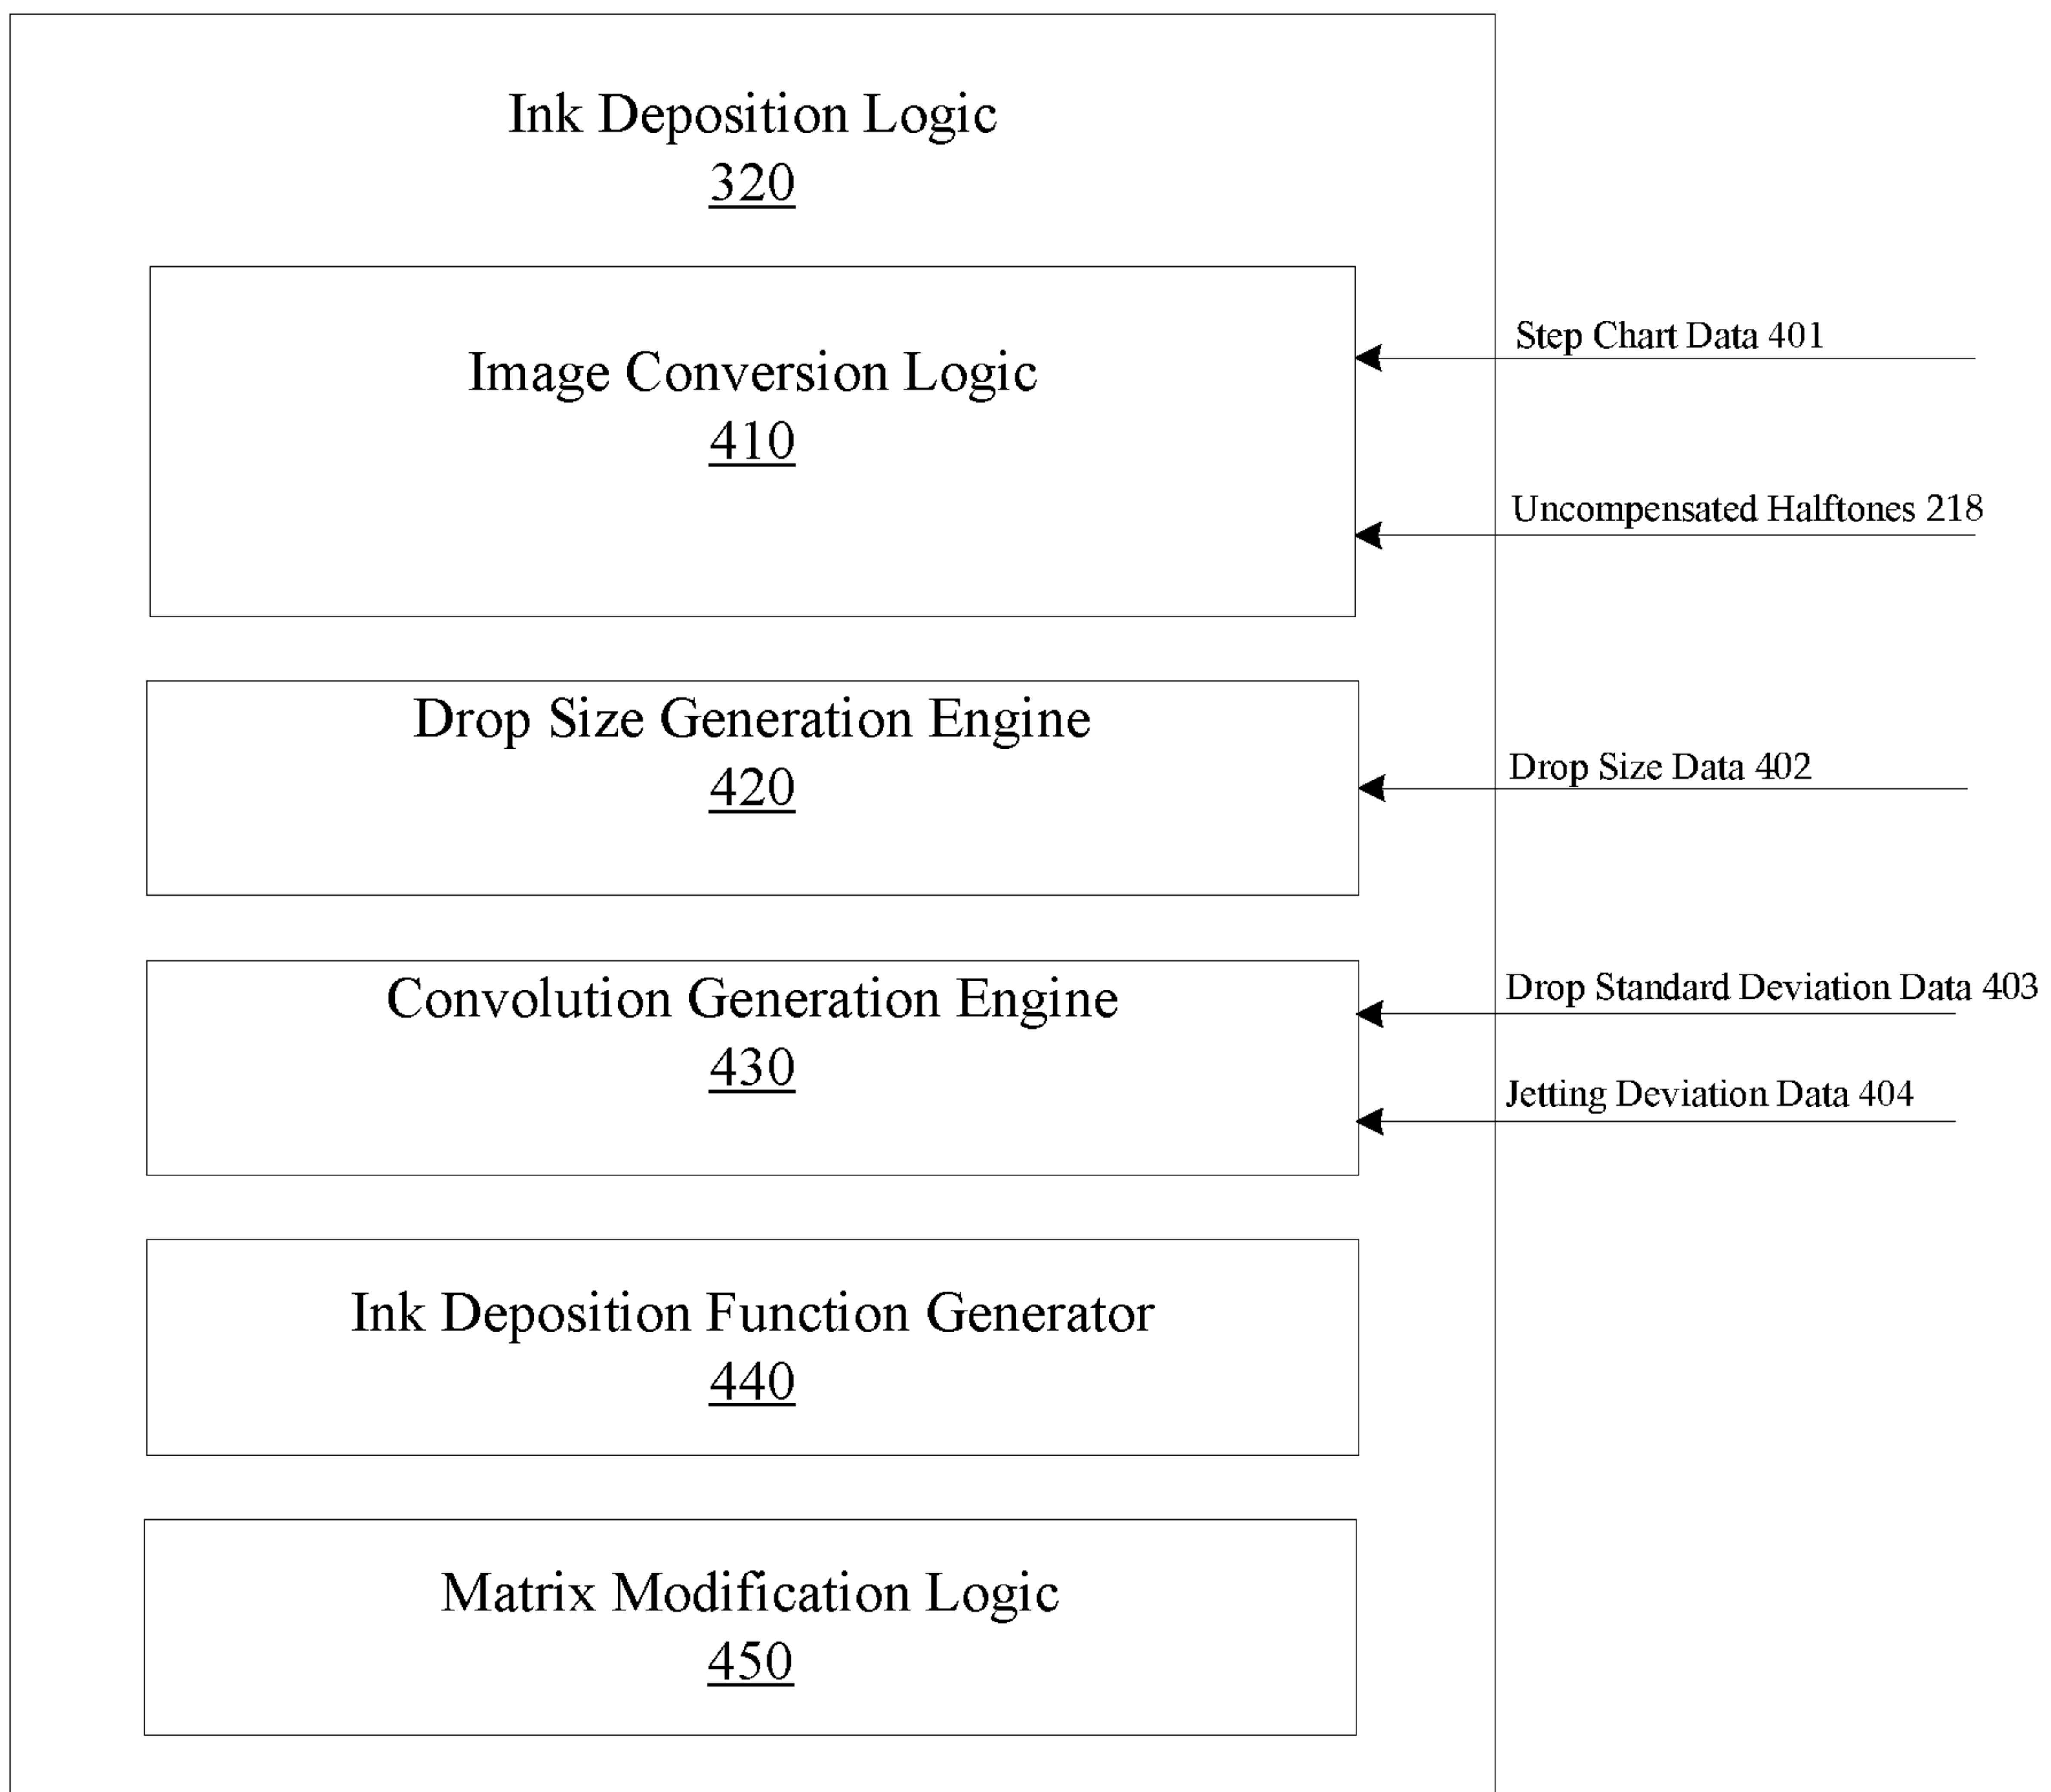 Ink Deposition Logic
320
Image Conversion Logic
410
Step Chart Data 401
Uncompensated Halftones 218
Drop Size Generation Engine
420
Drop Size Data 402
Convolution Generation Engine
430
Drop Standard Deviation Data 403
Jetting Deviation Data 404
Ink Deposition Function Generator
440
Matrix Modification Logic
450